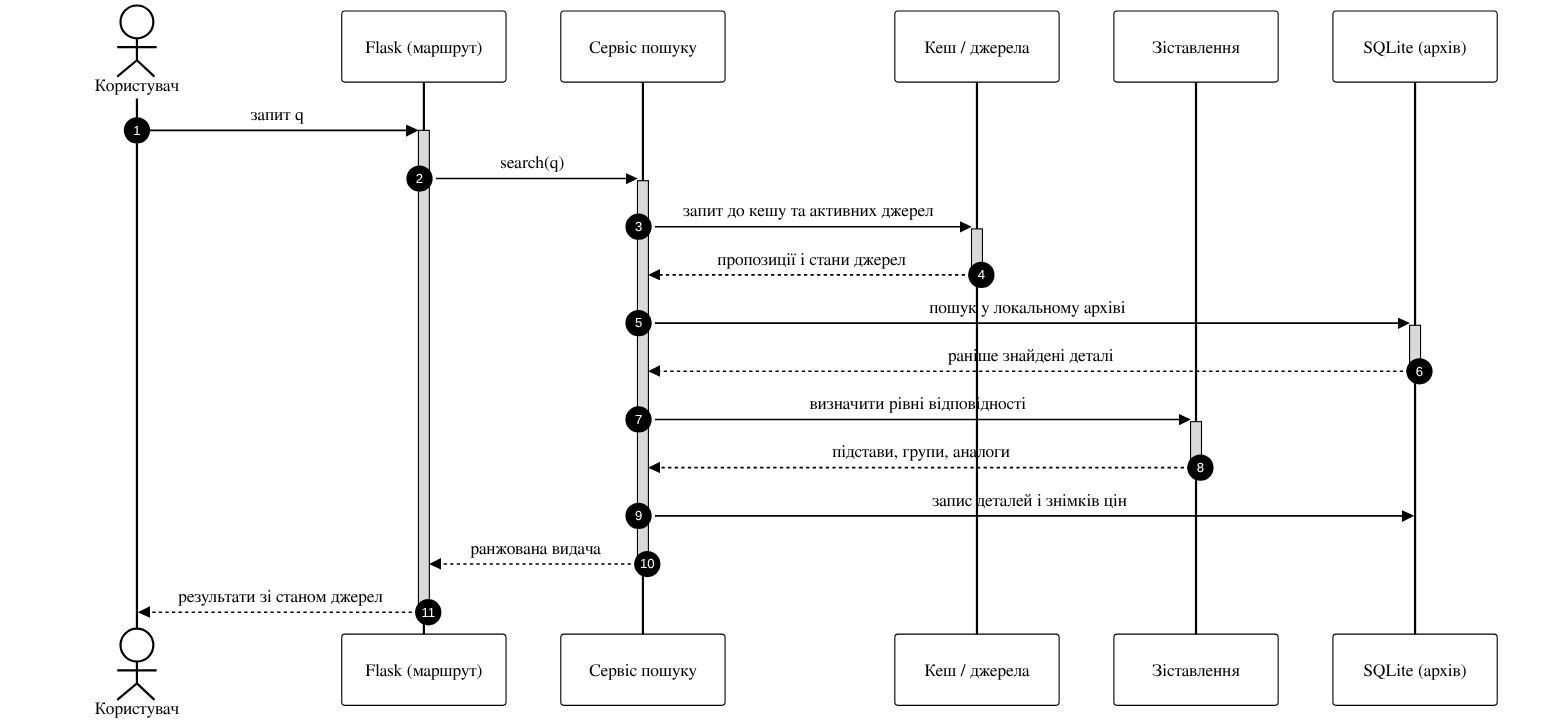 Користувач
Flask (маршрут)
Сервіс пошуку
Кеш / джерела
Зіставлення
SQLite (архів)
1
запит q
2
search(q)
3
запит до кешу та активних джерел
пропозиції і стани джерел
4
5
пошук у локальному архіві
раніше знайдені деталі
6
7
визначити рівні відповідності
підстави, групи, аналоги
8
9
запис деталей і знімків цін
ранжована видача
10
результати зі станом джерел
11
Користувач
Flask (маршрут)
Сервіс пошуку
Кеш / джерела
Зіставлення
SQLite (архів)